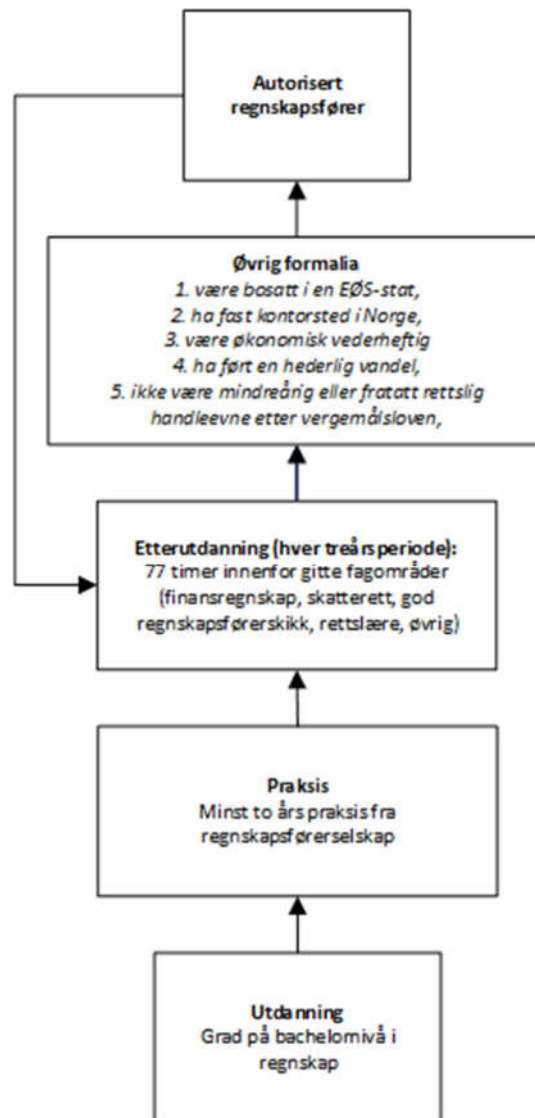 Autorisert
regnskapsfører
Øvrig formalia
1. være bosatt i en EØS-stat,
2. ha fast kontorsted i Norge,
3. være økonomisk vederheftig
4. ha ført en hederlig vandel,
5. ikke være mindreårig eller fratatt rettslig
handleevne etter vergemålsloven,
Etterutdanning (hver treårsperiode):
77 timer innenfor gitte fagområder
(finansregnskap, skatterett, god
regnskapsførerskikk, rettslære, øvrig)
Praksis
Minst to års praksis fra
regnskapsførerselskap
Utdanning
Grad på bachelornivå i
regnskap